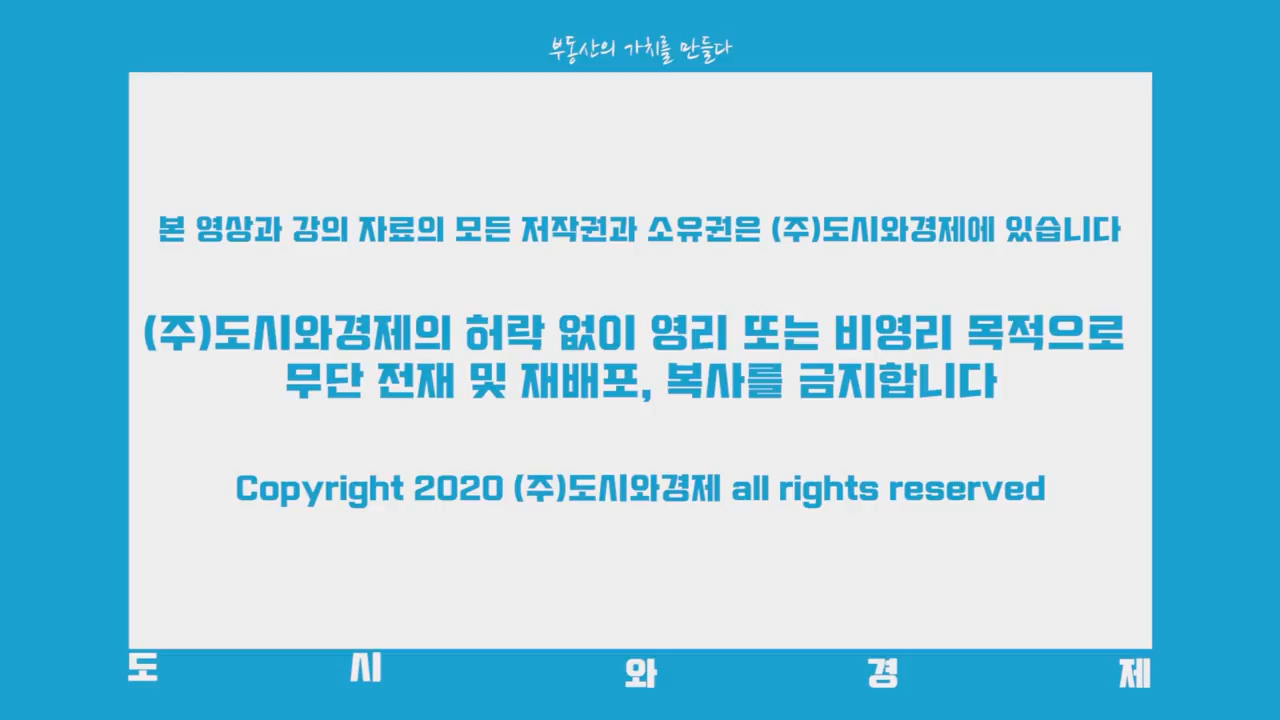 부동산의 가치를 만들다
본 영상과 강의 자료의 모든 저작권과 소유권은 (주)도시와경제에 있습니다
(주)도시와경제의 허락 없이 영리 또는 비영리 목적으로
무단 전재 및 재배포, 복사를 금지합니다
Copyright 2020 (주)도시와경제 all rights reserved
도 시 와 경 제